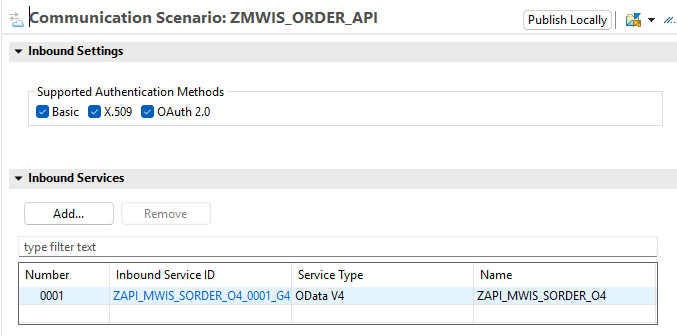 Communication Scenario: ZMWIS_ORDER_API
Publish Locally
Inbound Settings
Supported Authentication Methods
Basic X.509 OAuth 2.0
Inbound Services
Add... Remove
type filter text
Number Inbound Service ID Service Type Name
0001 ZAPI_MWIS_SORDER_O4_0001_G4 OData V4 ZAPI_MWIS_SORDER_O4